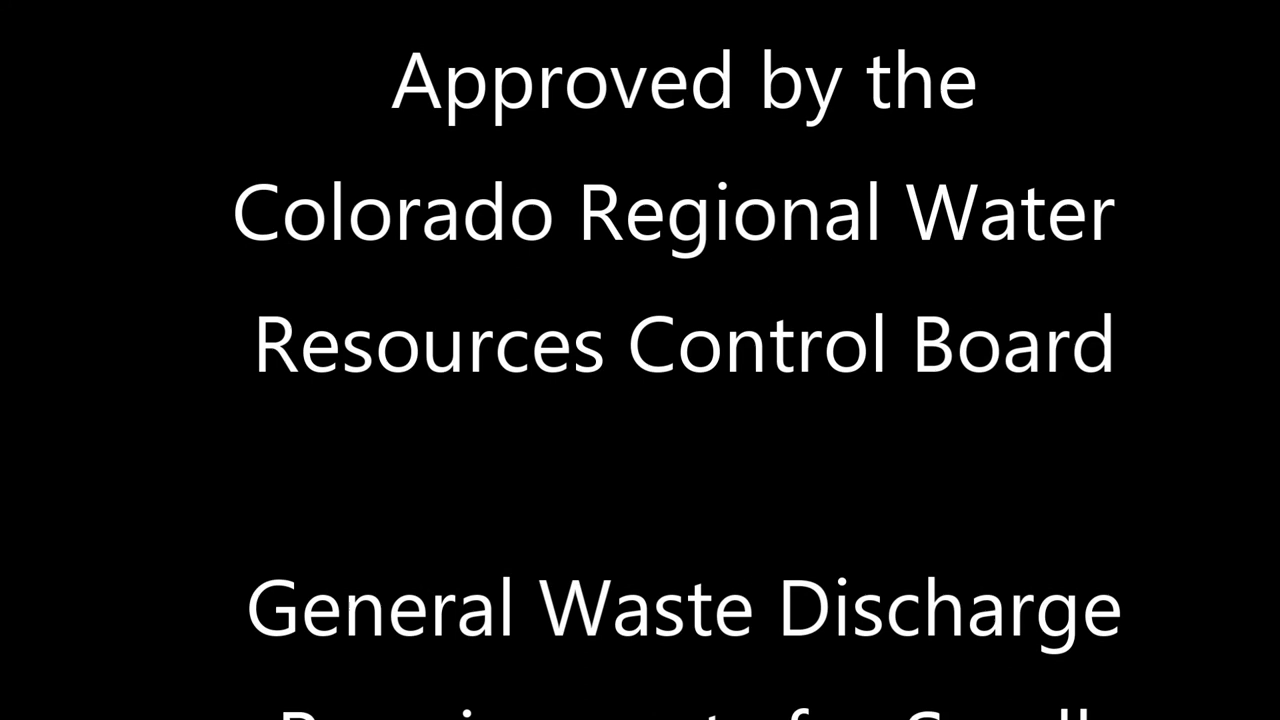 Approved by the
Colorado Regional Water
Resources Control Board
General Waste Discharge